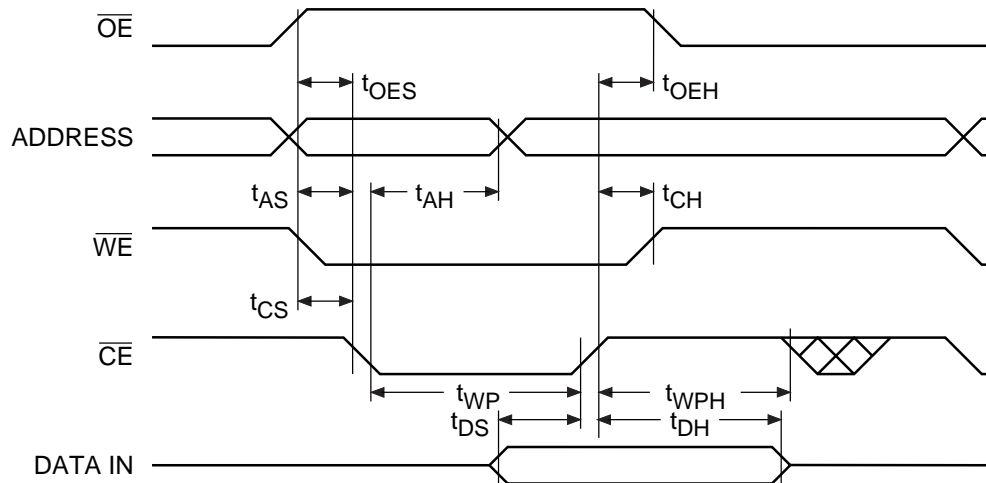 OE
tOES
tOEH
ADDRESS
tAS
tAH
tCH
WE
tCS
CE
tWP
tWPH
tDS
tDH
DATA IN